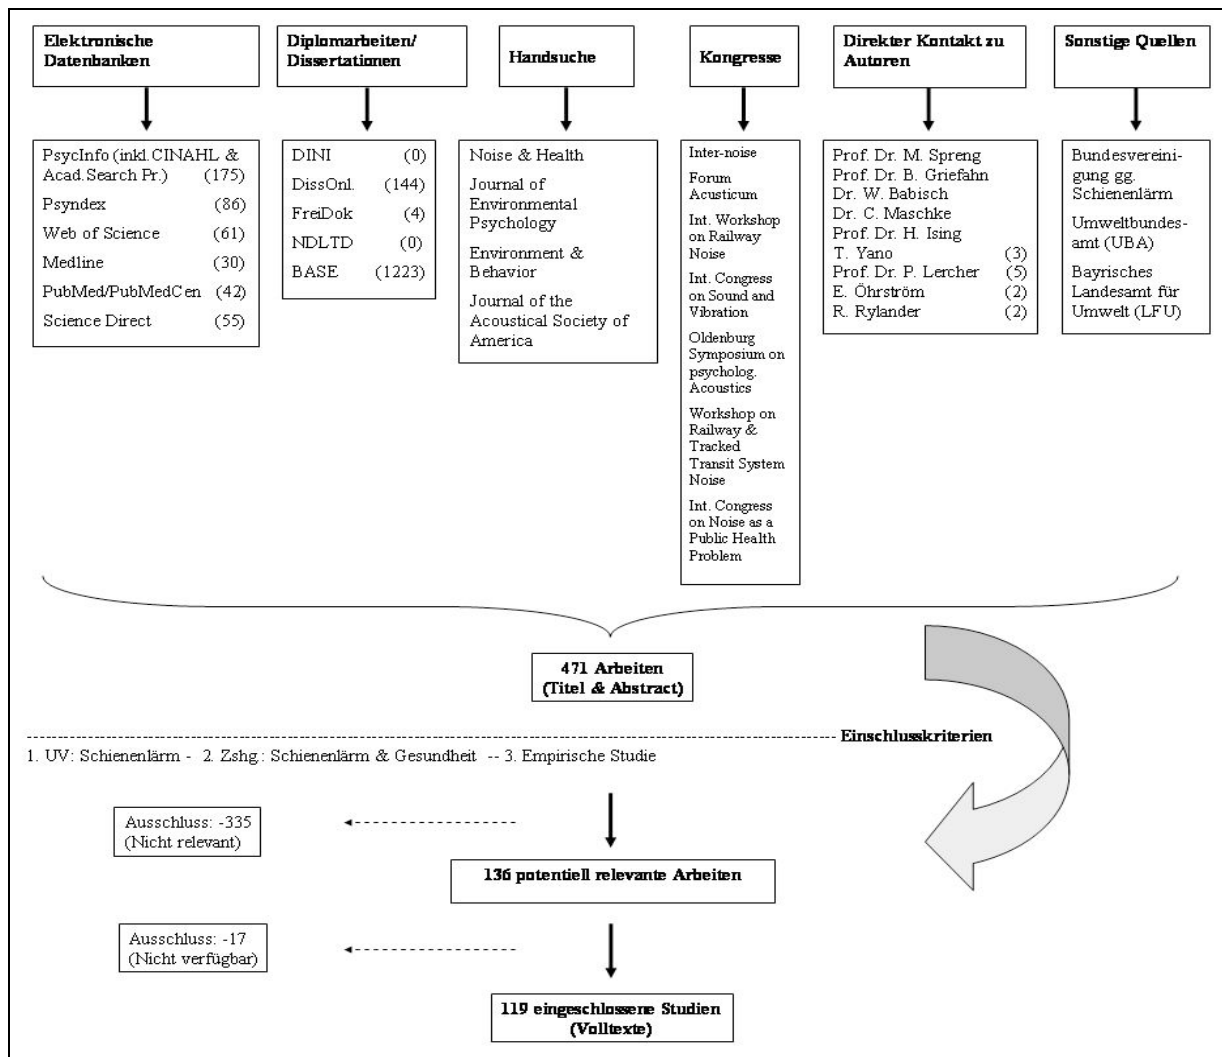 Elektronische
Datenbanken
PsycInfo (inkl.CINAHL &
Acad.Search Pr.) (175)
Psyndex (86)
Web of Science (61)
Medline (30)
PubMed/PubMedCen (42)
Science Direct (55)
Diplomarbeiten/
Dissertationen
DINI (0)
DissOnl. (144)
FreiDok (4)
NDLTD (0)
BASE (1223)
Handsuche
Noise & Health
Journal of
Environmental
Psychology
Environment &
Behavior
Journal of the
Acoustical Society of
America
Kongresse
Inter-noise
Forum
Acusticum
Int. Workshop
on Railway
Noise
Int. Congress
on Sound and
Vibration
Oldenburg
Symposium on
psycholog.
Acoustics
Workshop on
Railway &
Tracked
Transit System
Noise
Int. Congress
on Noise as a
Public Health
Problem
Direkter Kontakt zu
Autoren
Prof. Dr. M. Spreng
Prof. Dr. B. Griefahn
Dr. W. Babisch
Dr. C. Maschke
Prof. Dr. H. Ising
T. Yano (3)
Prof. Dr. P. Lercher (5)
E. Öhrström (2)
R. Rylander (2)
Sonstige Quellen
Bundesvereini-
gung gg.
Schienenlärm
Umweltbundes-
amt (UBA)
Bayrisches
Landesamt für
Umwelt (LFU)
471 Arbeiten
(Titel & Abstract)
Einschlusskriterien
1. UV: Schienenlärm - 2. Zshg.: Schienenlärm & Gesundheit -- 3. Empirische Studie
Ausschluss: -335
(Nicht relevant)
136 potentiell relevante Arbeiten
Ausschluss: -17
(Nicht verfügbar)
119 eingeschlossene Studien
(Volltexte)